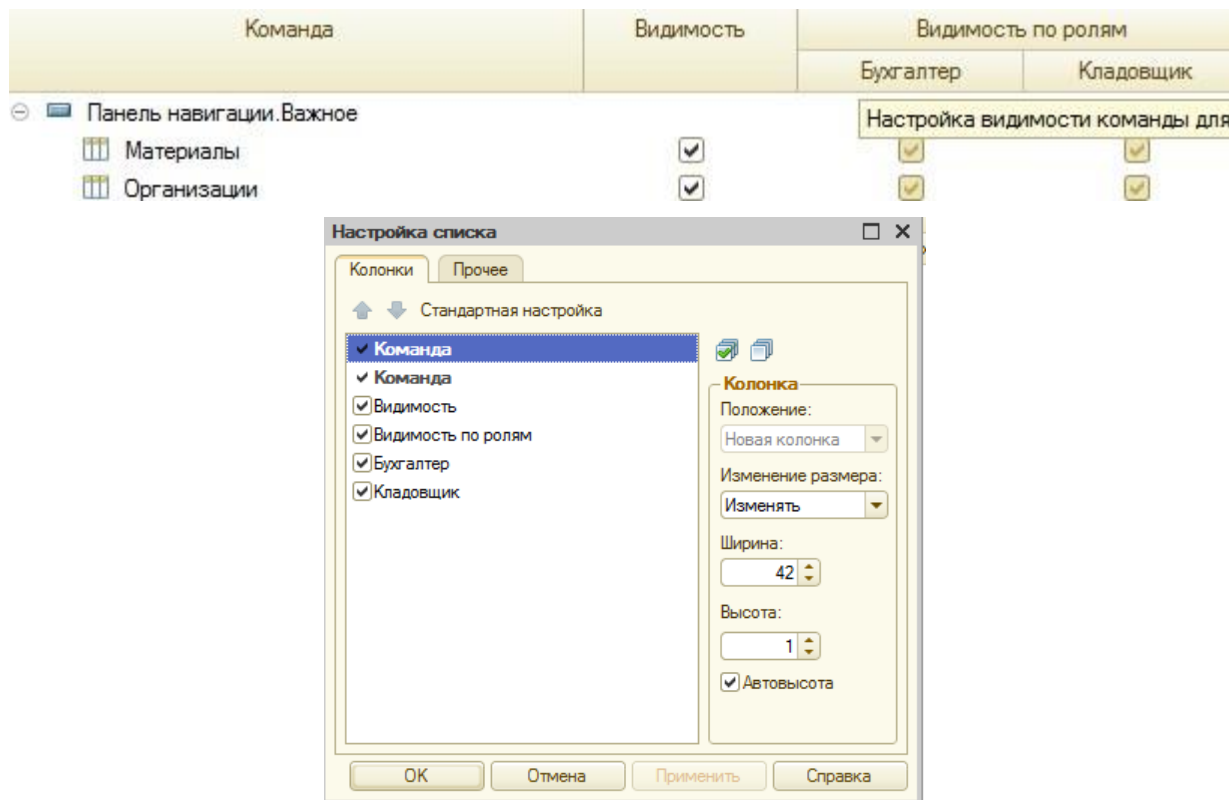 Команда Видимость Видимость по ролям
Бухгалтер Кладовщик
Панель навигации.Важное
Настройка видимости команды для
Материалы
Организации
Настройка списка
Колонки Прочее
Стандартная настройка
Команда
Команда
Видимость
Видимость по ролям
Бухгалтер
Кладовщик
Колонка
Положение:
Новая колонка
Изменение размера:
Изменять
Ширина:
42
Высота:
1
Автовысота
OK Отмена Применить Справка